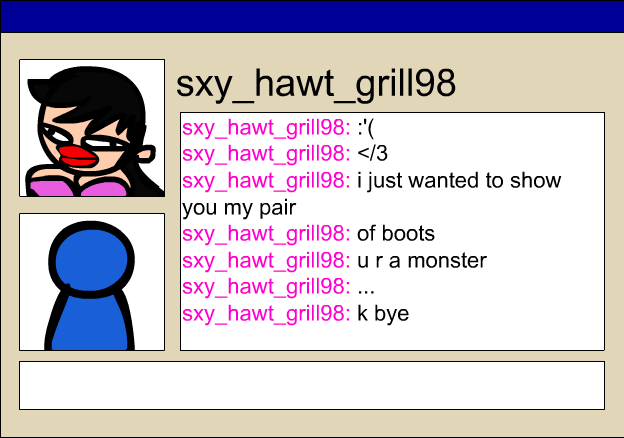 sxy_hawt_grill98
sxy_hawt_grill98: :'(
sxy_hawt_grill98: </3
sxy_hawt_grill98: i just wanted to show
you my pair
sxy_hawt_grill98: of boots
sxy_hawt_grill98: u r a monster
sxy_hawt_grill98: ...
sxy_hawt_grill98: k bye